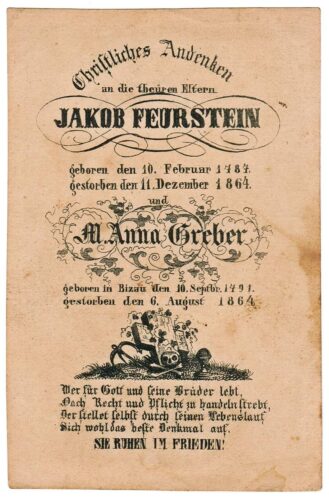 Christliches Andenken
an die theuren Eltern
JAKOB FEURSTEIN
geboren den 10. Februar 1784.
gestorben den 11. Dezember 1864.
und
M. Anna Greber
geboren in Bizau den 10. Septbr. 1791.
gestorben den 6. August 1864.
Wer für Gott und seine Brüder lebt,
Nach Recht und Pflicht zu handeln strebt,
Der stellet selbst durch seinen Lebenslauf
Sich wohl das beste Denkmal auf.
SIE RUHEN IM FRIEDEN!